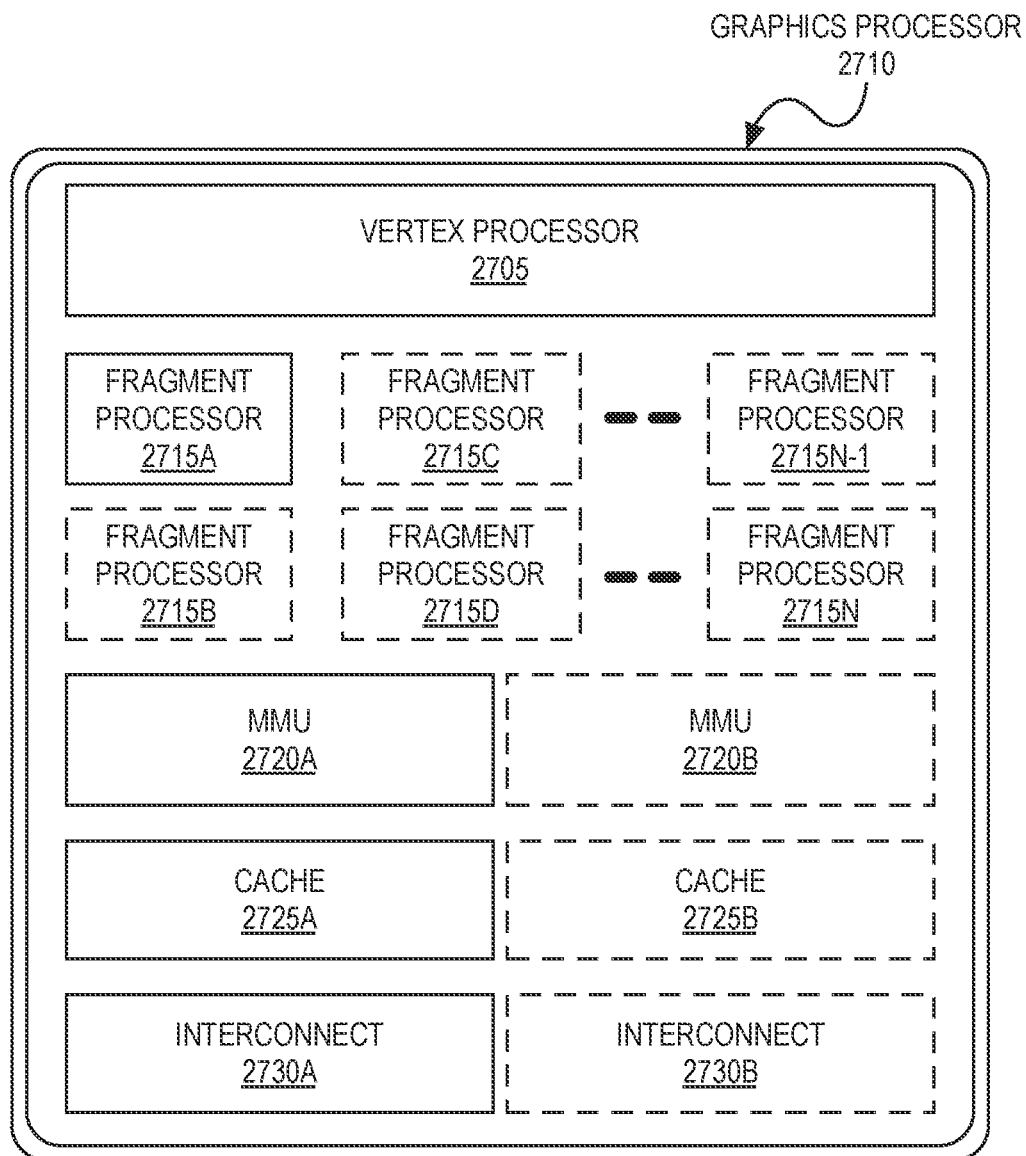 GRAPHICS PROCESSOR
2710
VERTEX PROCESSOR
2705
FRAGMENT
PROCESSOR
2715A
FRAGMENT
PROCESSOR
2715C
FRAGMENT
PROCESSOR
2715N-1
FRAGMENT
PROCESSOR
2715B
FRAGMENT
PROCESSOR
2715D
FRAGMENT
PROCESSOR
2715N
MMU
2720A
MMU
2720B
CACHE
2725A
CACHE
2725B
INTERCONNECT
2730A
INTERCONNECT
2730B